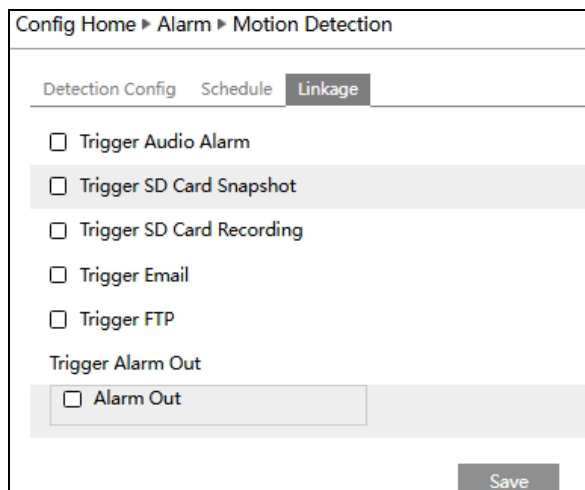 Config Home ▶ Alarm ▶ Motion Detection
Detection Config Schedule Linkage
Trigger Audio Alarm
Trigger SD Card Snapshot
Trigger SD Card Recording
Trigger Email
Trigger FTP
Trigger Alarm Out
Alarm Out
Save